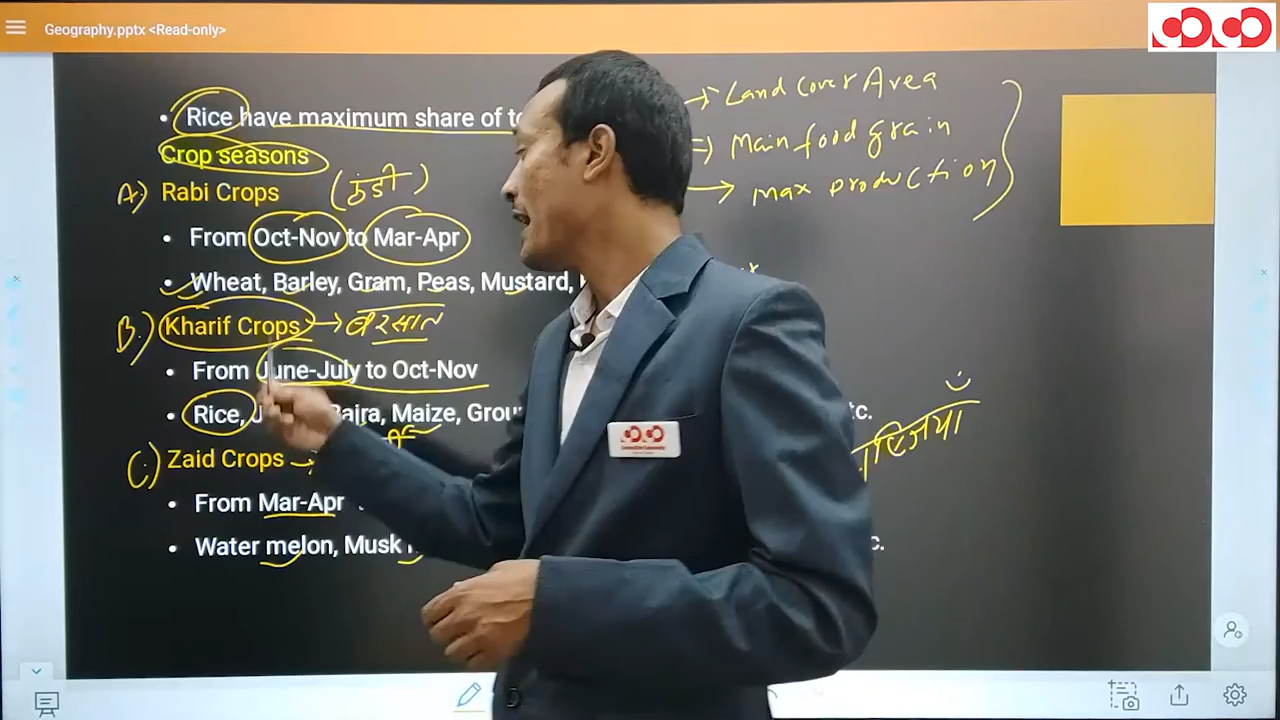 Geography.pptx <Read-only>
Rice have maximum share of
Land cover Area
Main food grain
Max production
Crop seasons
A) Rabi Crops
From Oct-Nov to Mar-Apr
Wheat, Barley, Gram, Peas, Mustard,
B.) Kharif Crops → बरसात
From June-July to Oct-Nov
Rice, Bajra, Maize,
C.) Zaid Crops
From Mar-Apr
Water melon, Musk